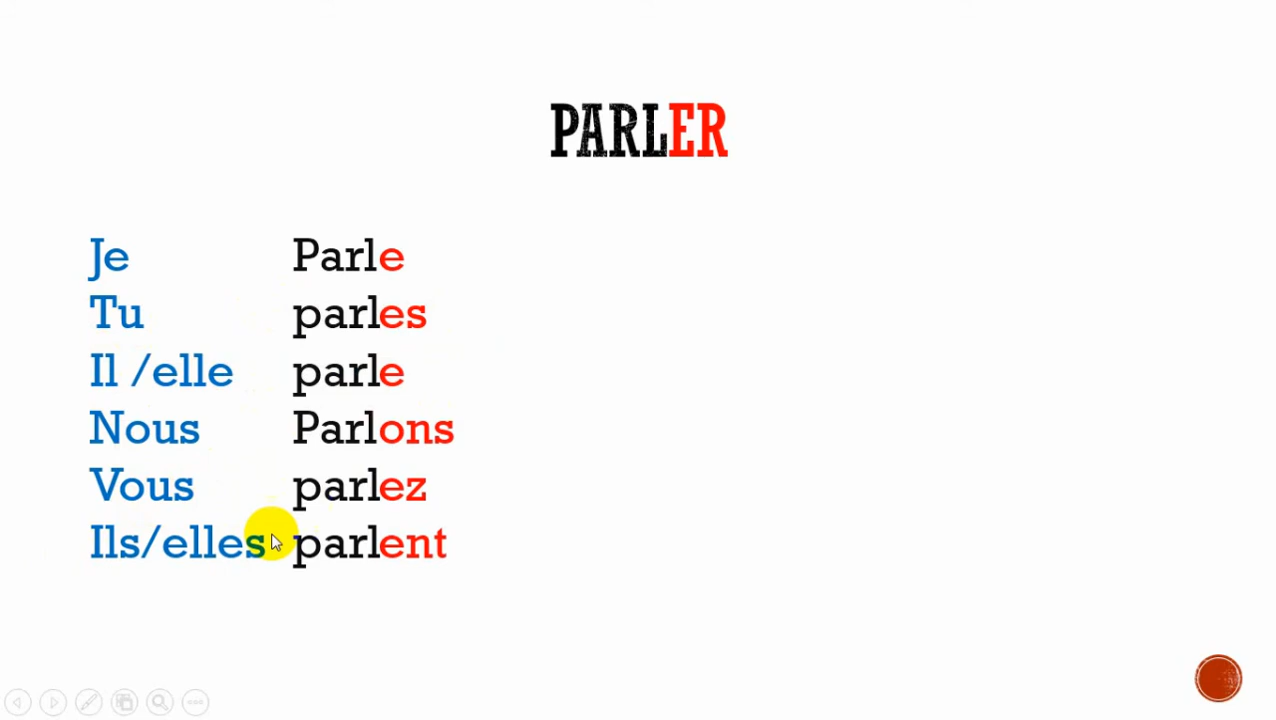 PARLER
Je Parle
Tu parles
Il /elle parle
Nous Parlons
Vous parlez
Ils/elles parlent